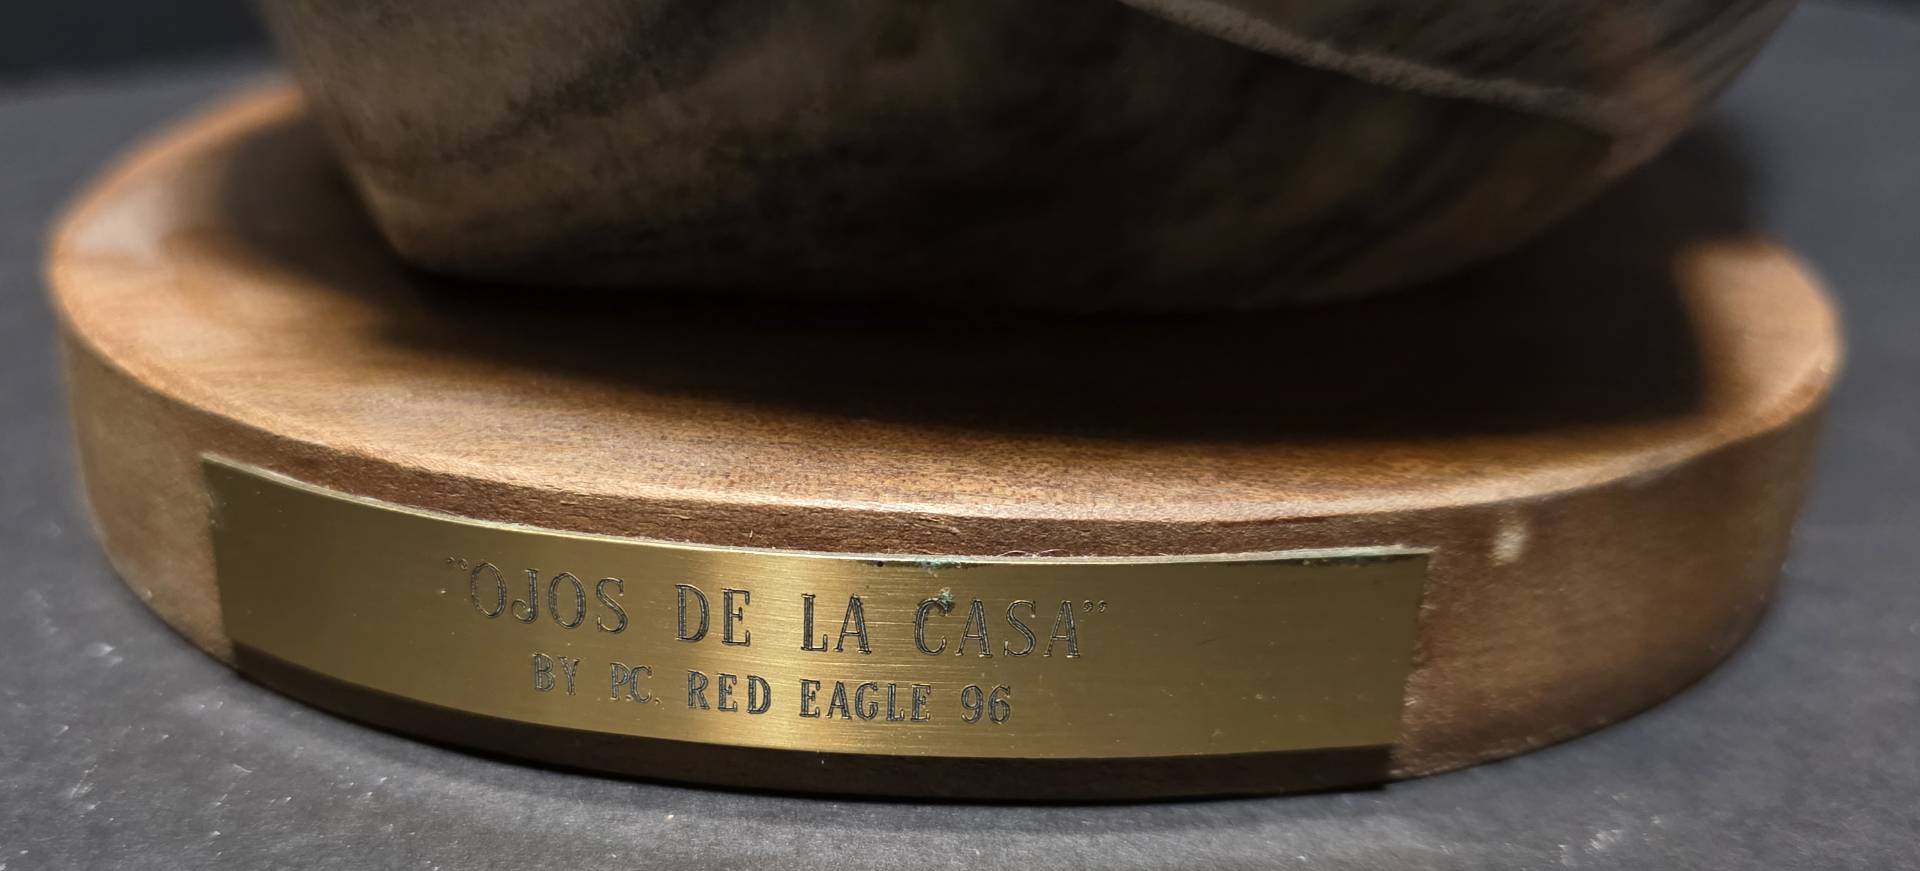 "OJOS DE LA CASA"
BY PC. RED EAGLE 96